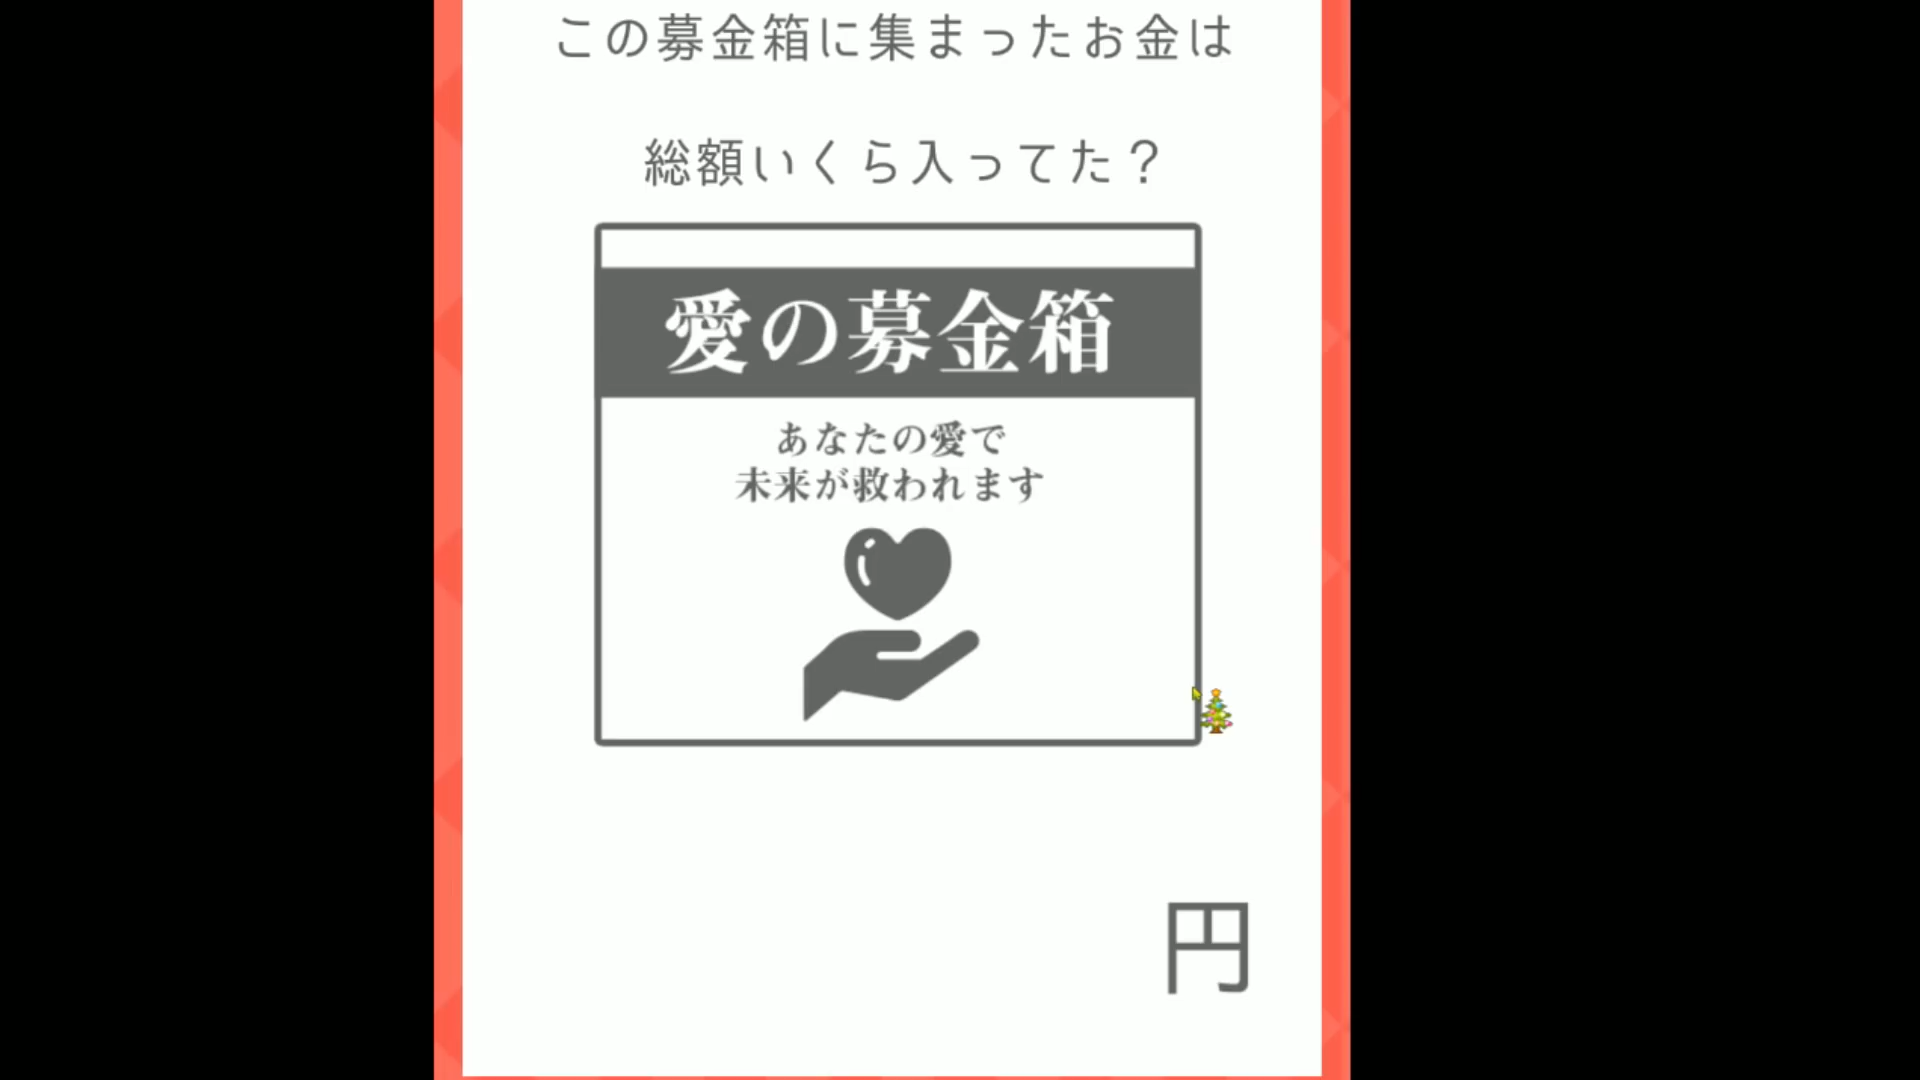 この募金箱に集まったお金は
総額いくら入ってた？
愛の募金箱
あなたの愛で
未来が救われます
円